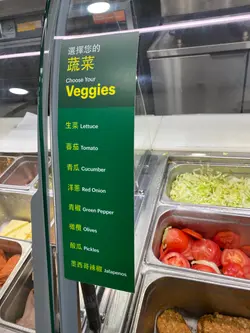 選擇您的
蔬菜
Choose Your
Veggies
生菜 Lettuce
番茄 Tomato
青瓜 Cucumber
洋葱 Red Onion
青椒 Green Pepper
橄欖 Olives
酸瓜 Pickles
墨西哥辣椒 Jalapenos